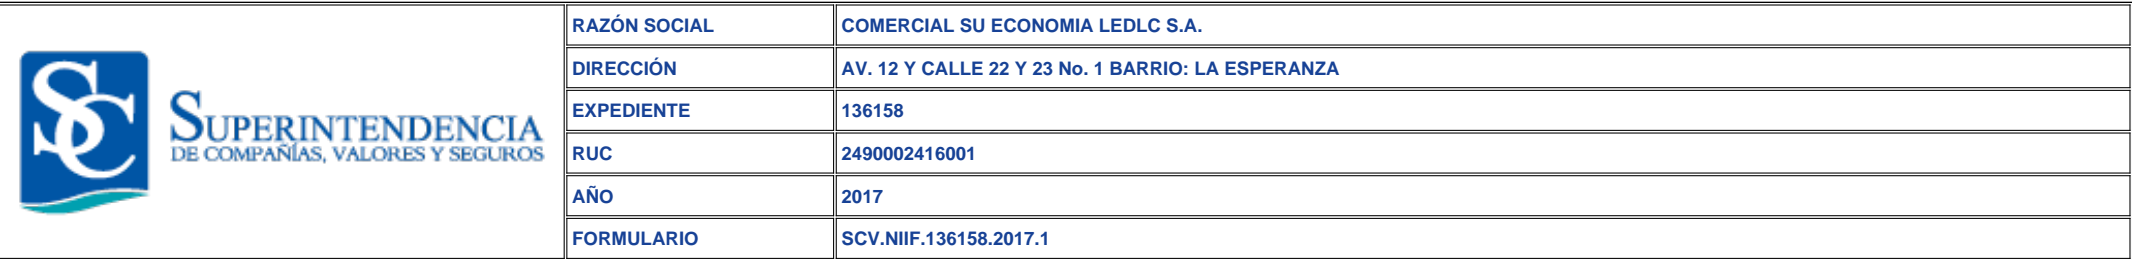 SC
SUPERINTENDENCIA
DE COMPAÑÍAS, VALORES Y SEGUROS
RAZÓN SOCIAL COMERCIAL SU ECONOMIA LEDLC S.A.
DIRECCIÓN AV. 12 Y CALLE 22 Y 23 No. 1 BARRIO: LA ESPERANZA
EXPEDIENTE 136158
RUC 2490002416001
AÑO 2017
FORMULARIO SCV.NIIF.136158.2017.1